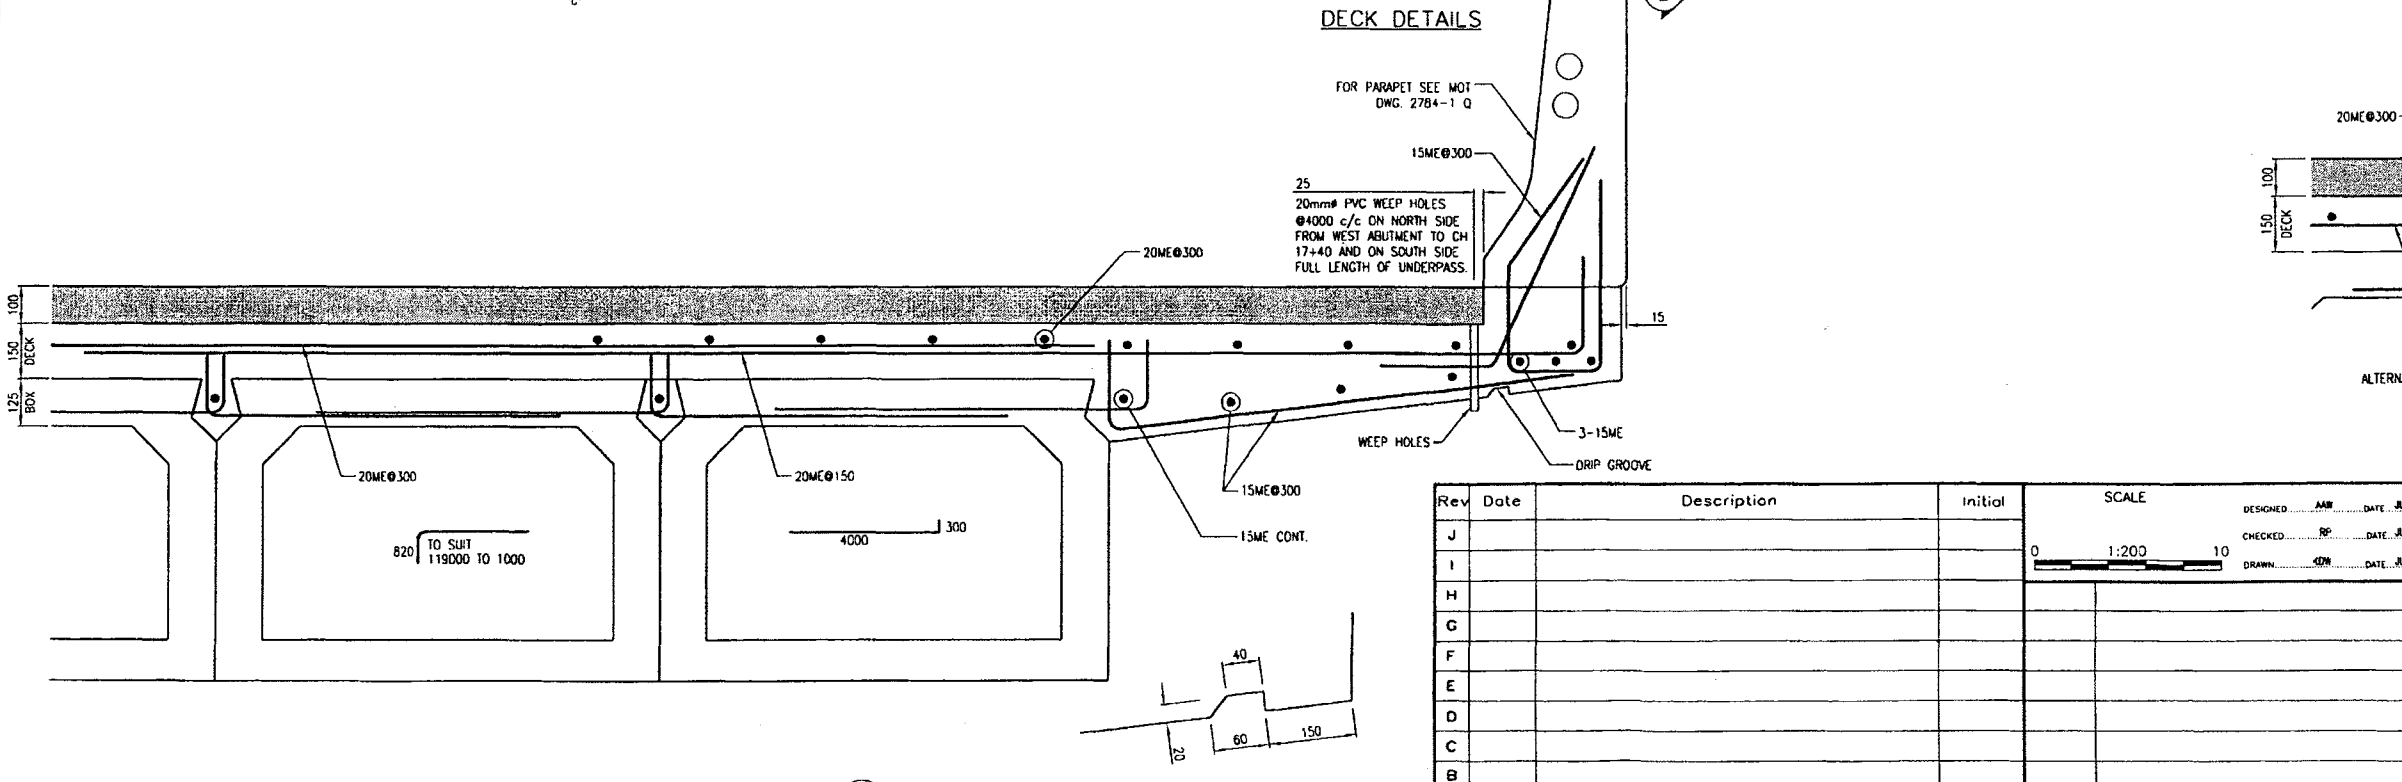 DECK DETAILS
FOR PARAPET SEE MOT
DWG. 2784-1 Q
15ME@300
25
20mmø PVC WEEP HOLES
@4000 c/c ON NORTH SIDE
FROM WEST ABUTMENT TO CH
17+40 AND ON SOUTH SIDE
FULL LENGTH OF UNDERPASS.
20ME@300
100
150
DECK
125
BOX
15
20ME@300
20ME@150
15ME@300
15ME CONT.
WEEP HOLES
3-15ME
DRIP GROOVE
820
TO SUIT
119000 TO 1000
4000
300
40
20
60
150
20ME@300
100
150
DECK
ALTERN
Rev Date Description Initial
J
I
H
G
F
E
D
C
B
SCALE
0 1:200 10
DESIGNED AAW DATE
CHECKED RP DATE
DRAWN DATE